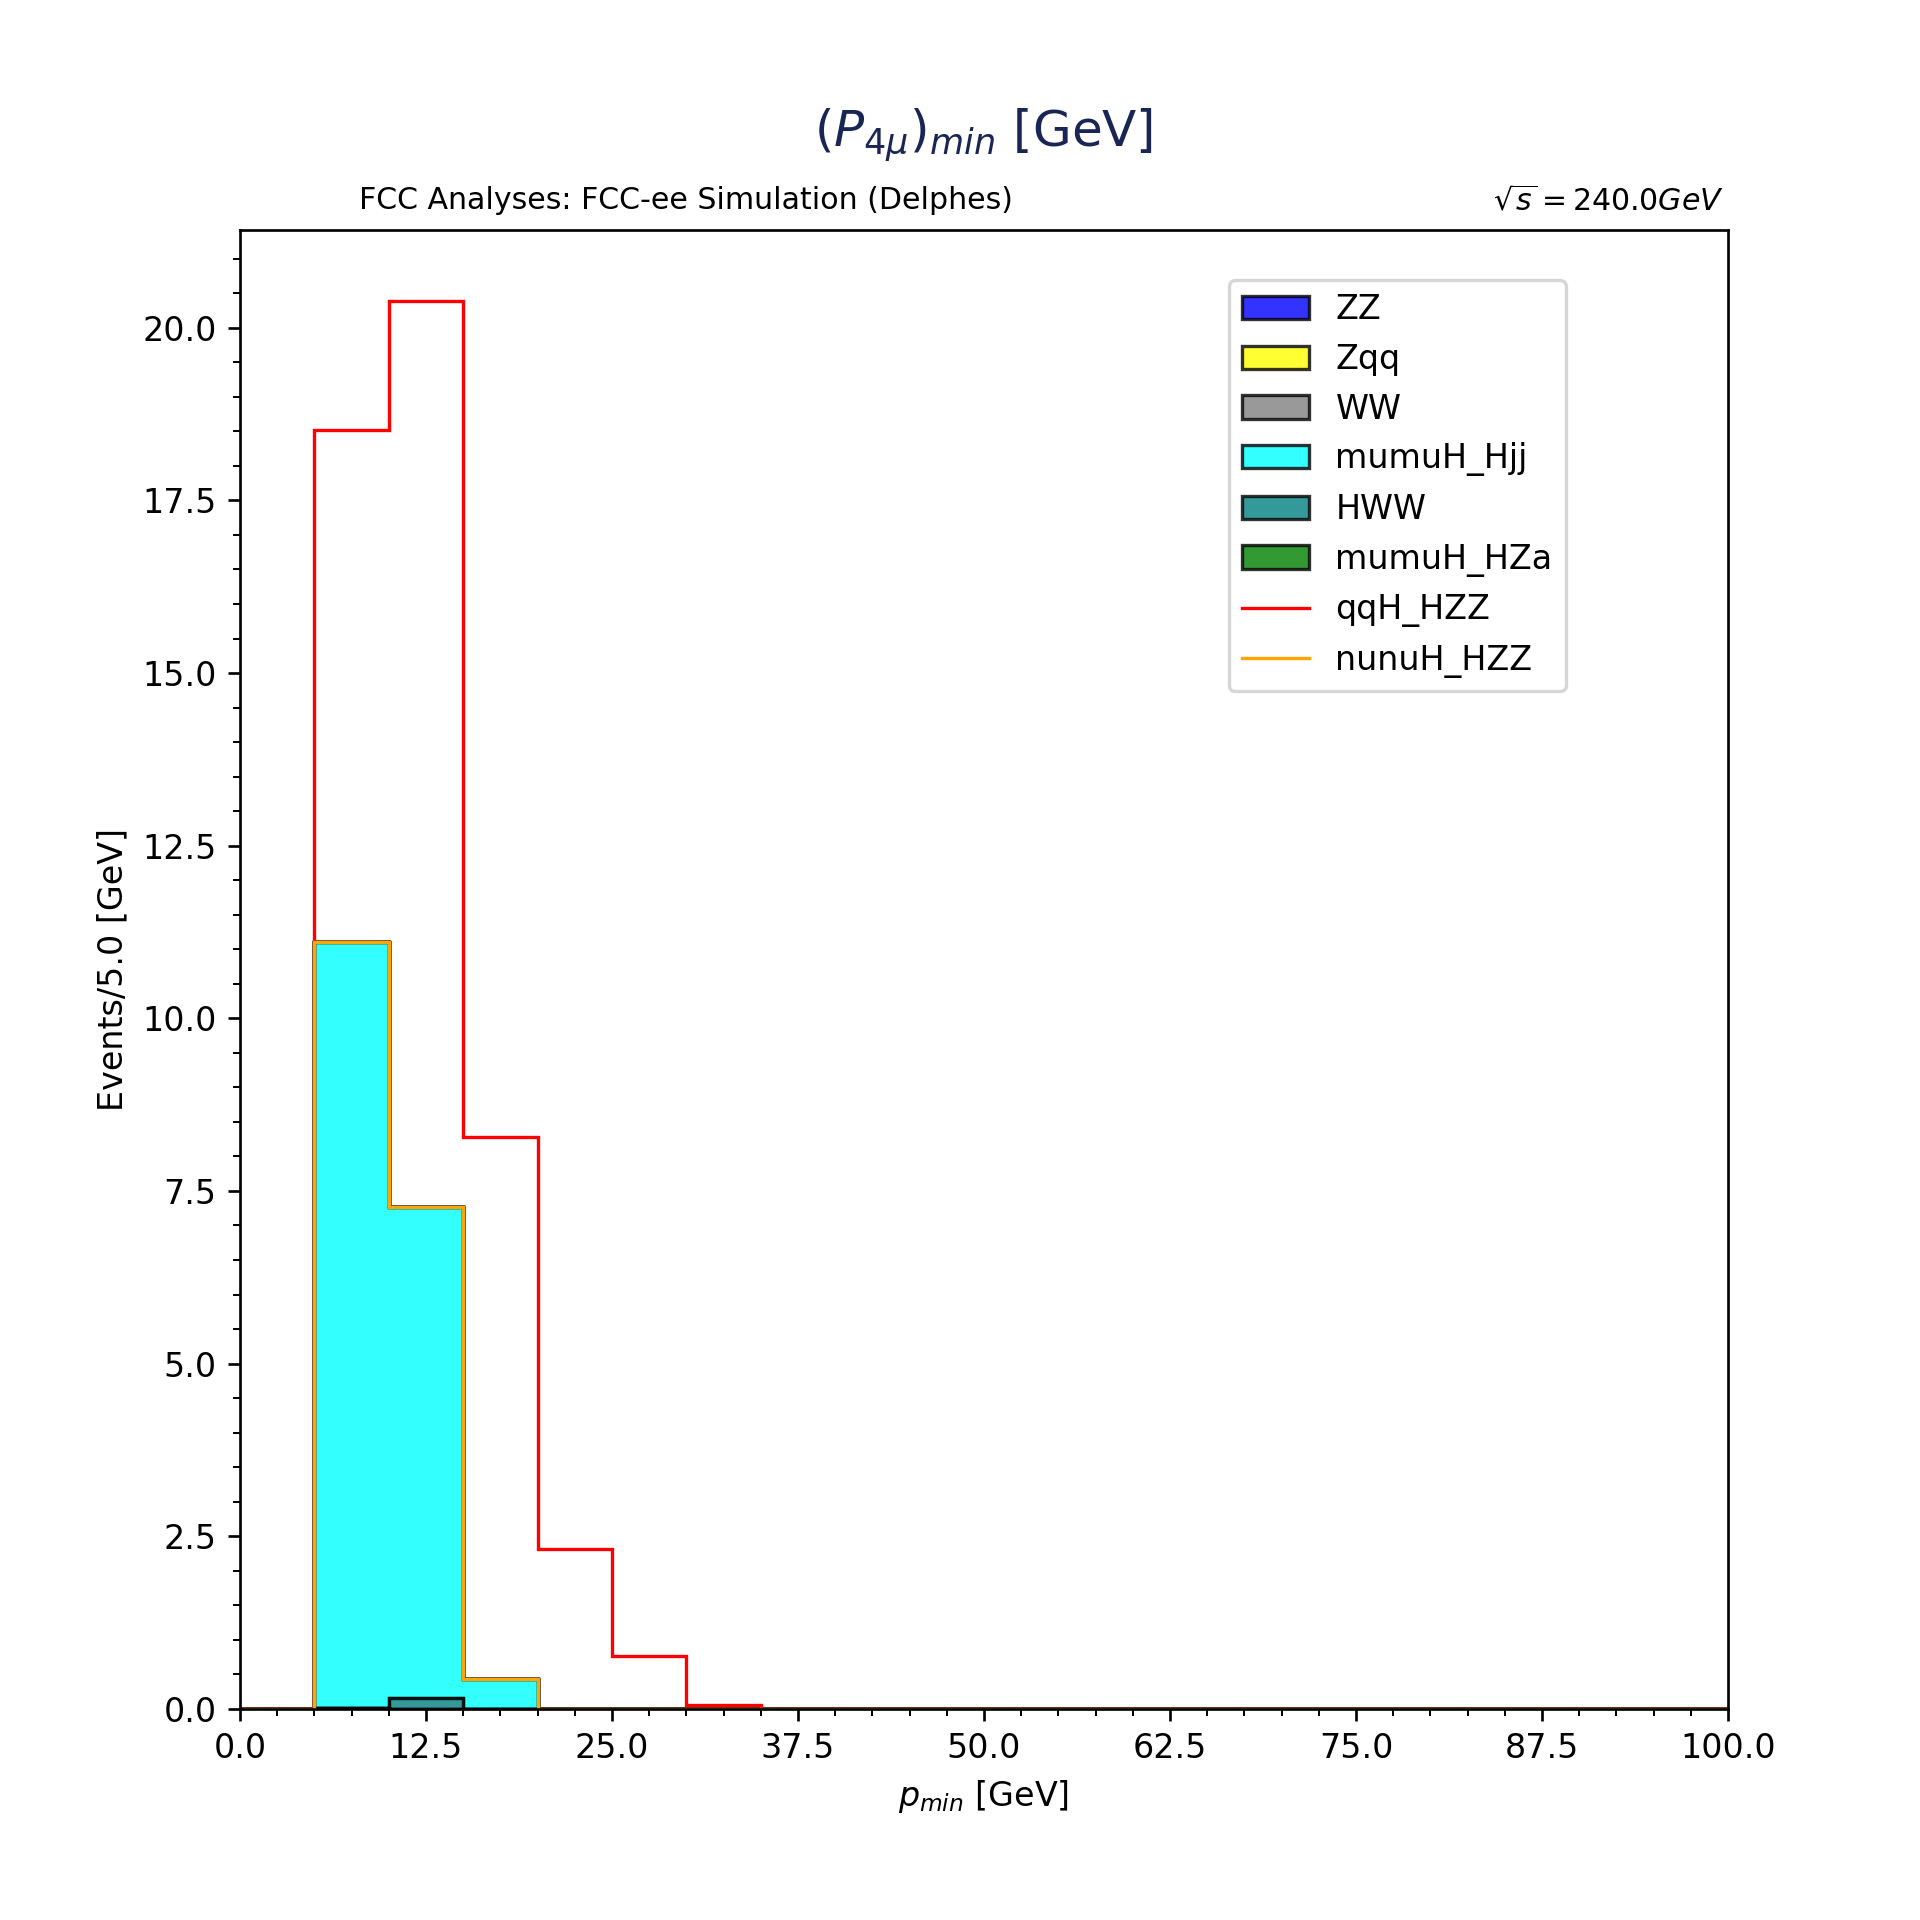 (P4μ)min [GeV]
FCC Analyses: FCC-ee Simulation (Delphes)
√s = 240.0GeV
ZZ
Zqq
WW
mumuH_Hjj
HWW
mumuH_HZa
qqH_HZZ
nunuH_HZZ
Events/5.0 [GeV]
20.0
17.5
15.0
12.5
10.0
7.5
5.0
2.5
0.0
0.0 12.5 25.0 37.5 50.0 62.5 75.0 87.5 100.0
pmin [GeV]